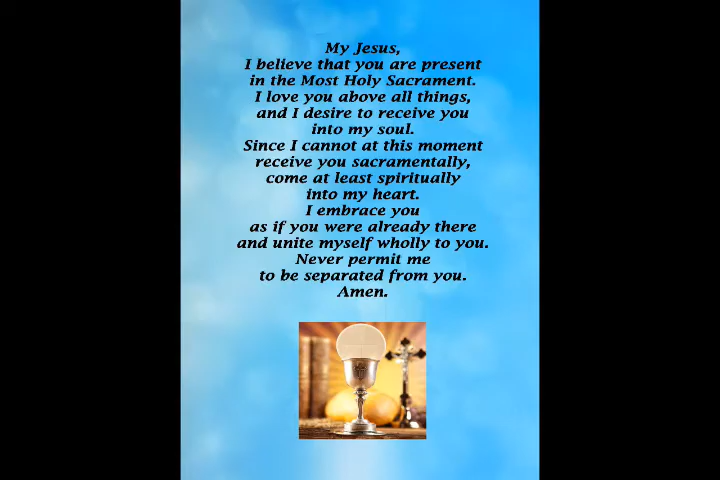 My Jesus,
I believe that you are present
in the Most Holy Sacrament.
I love you above all things,
and I desire to receive you
into my soul.
Since I cannot at this moment
receive you sacramentally,
come at least spiritually
into my heart.
I embrace you
as if you were already there
and unite myself wholly to you.
Never permit me
to be separated from you.
Amen.